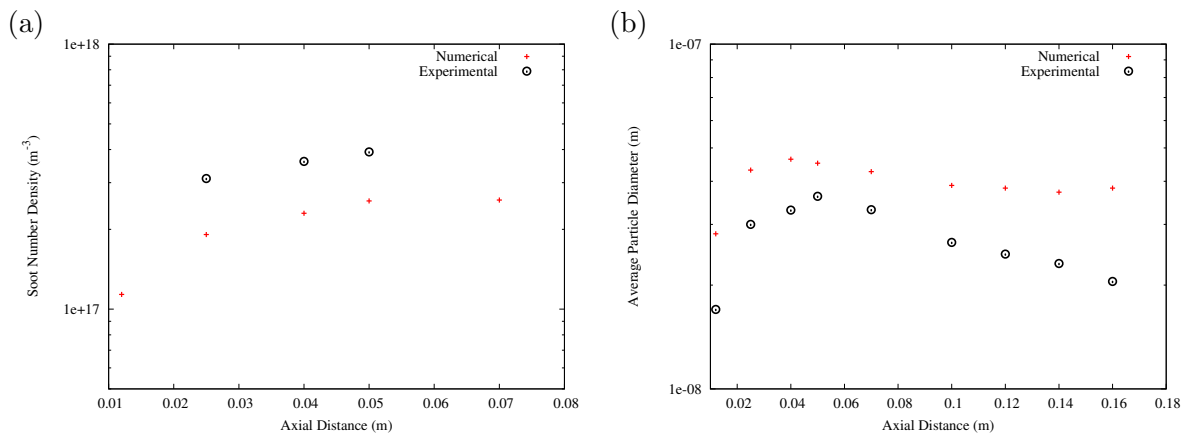 (a)
1e+18
1e+17
Soot Number Density (m⁻³)
Numerical
Experimental
0.01 0.02 0.03 0.04 0.05 0.06 0.07 0.08
Axial Distance (m)
(b)
1e-07
1e-08
Average Particle Diameter (m)
Numerical
Experimental
0.02 0.04 0.06 0.08 0.1 0.12 0.14 0.16 0.18
Axial Distance (m)